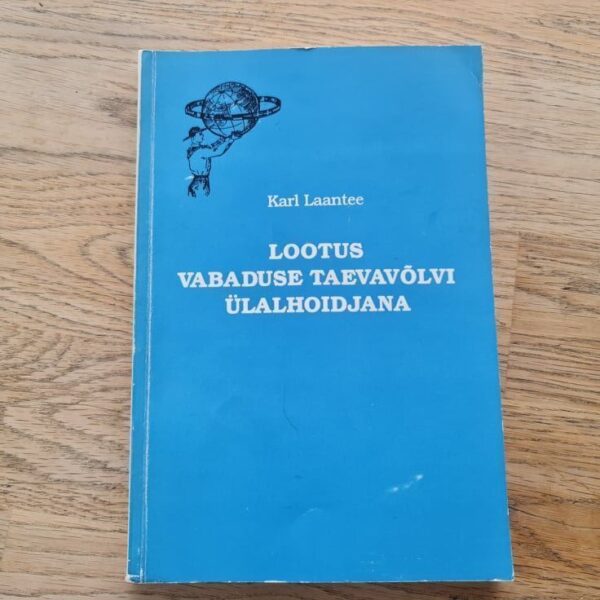 Karl Laantee
LOOTUS
VABADUSE TAEVAVÕLVI
ÜLALHOIDJANA